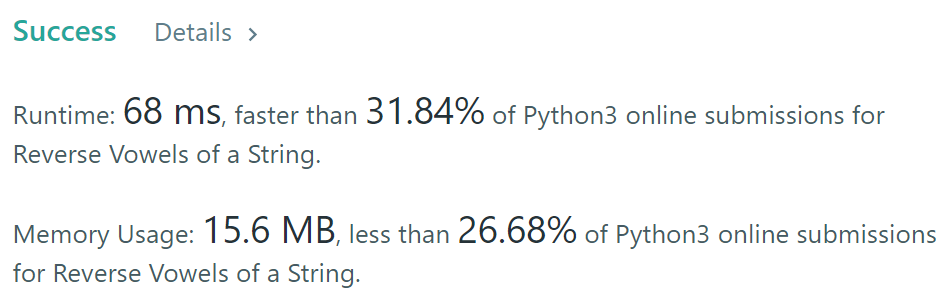 Success Details >
Runtime: 68 ms, faster than 31.84% of Python3 online submissions for
Reverse Vowels of a String.
Memory Usage: 15.6 MB, less than 26.68% of Python3 online submissions
for Reverse Vowels of a String.